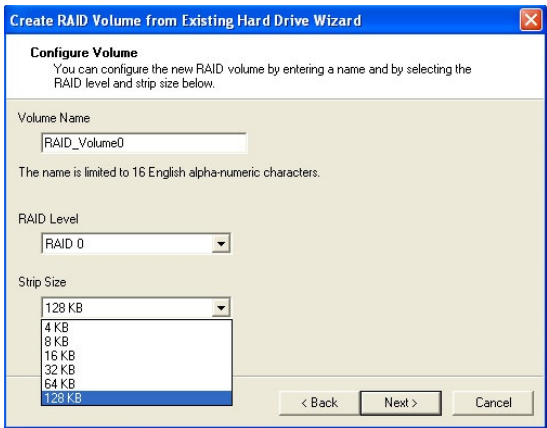 Create RAID Volume from Existing Hard Drive Wizard
Configure Volume
You can configure the new RAID volume by entering a name and by selecting the
RAID level and strip size below.
Volume Name
RAID_Volume0
The name is limited to 16 English alpha-numeric characters.
RAID Level
RAID 0
Strip Size
128 KB
4 KB
8 KB
16 KB
32 KB
64 KB
128 KB
< Back Next > Cancel